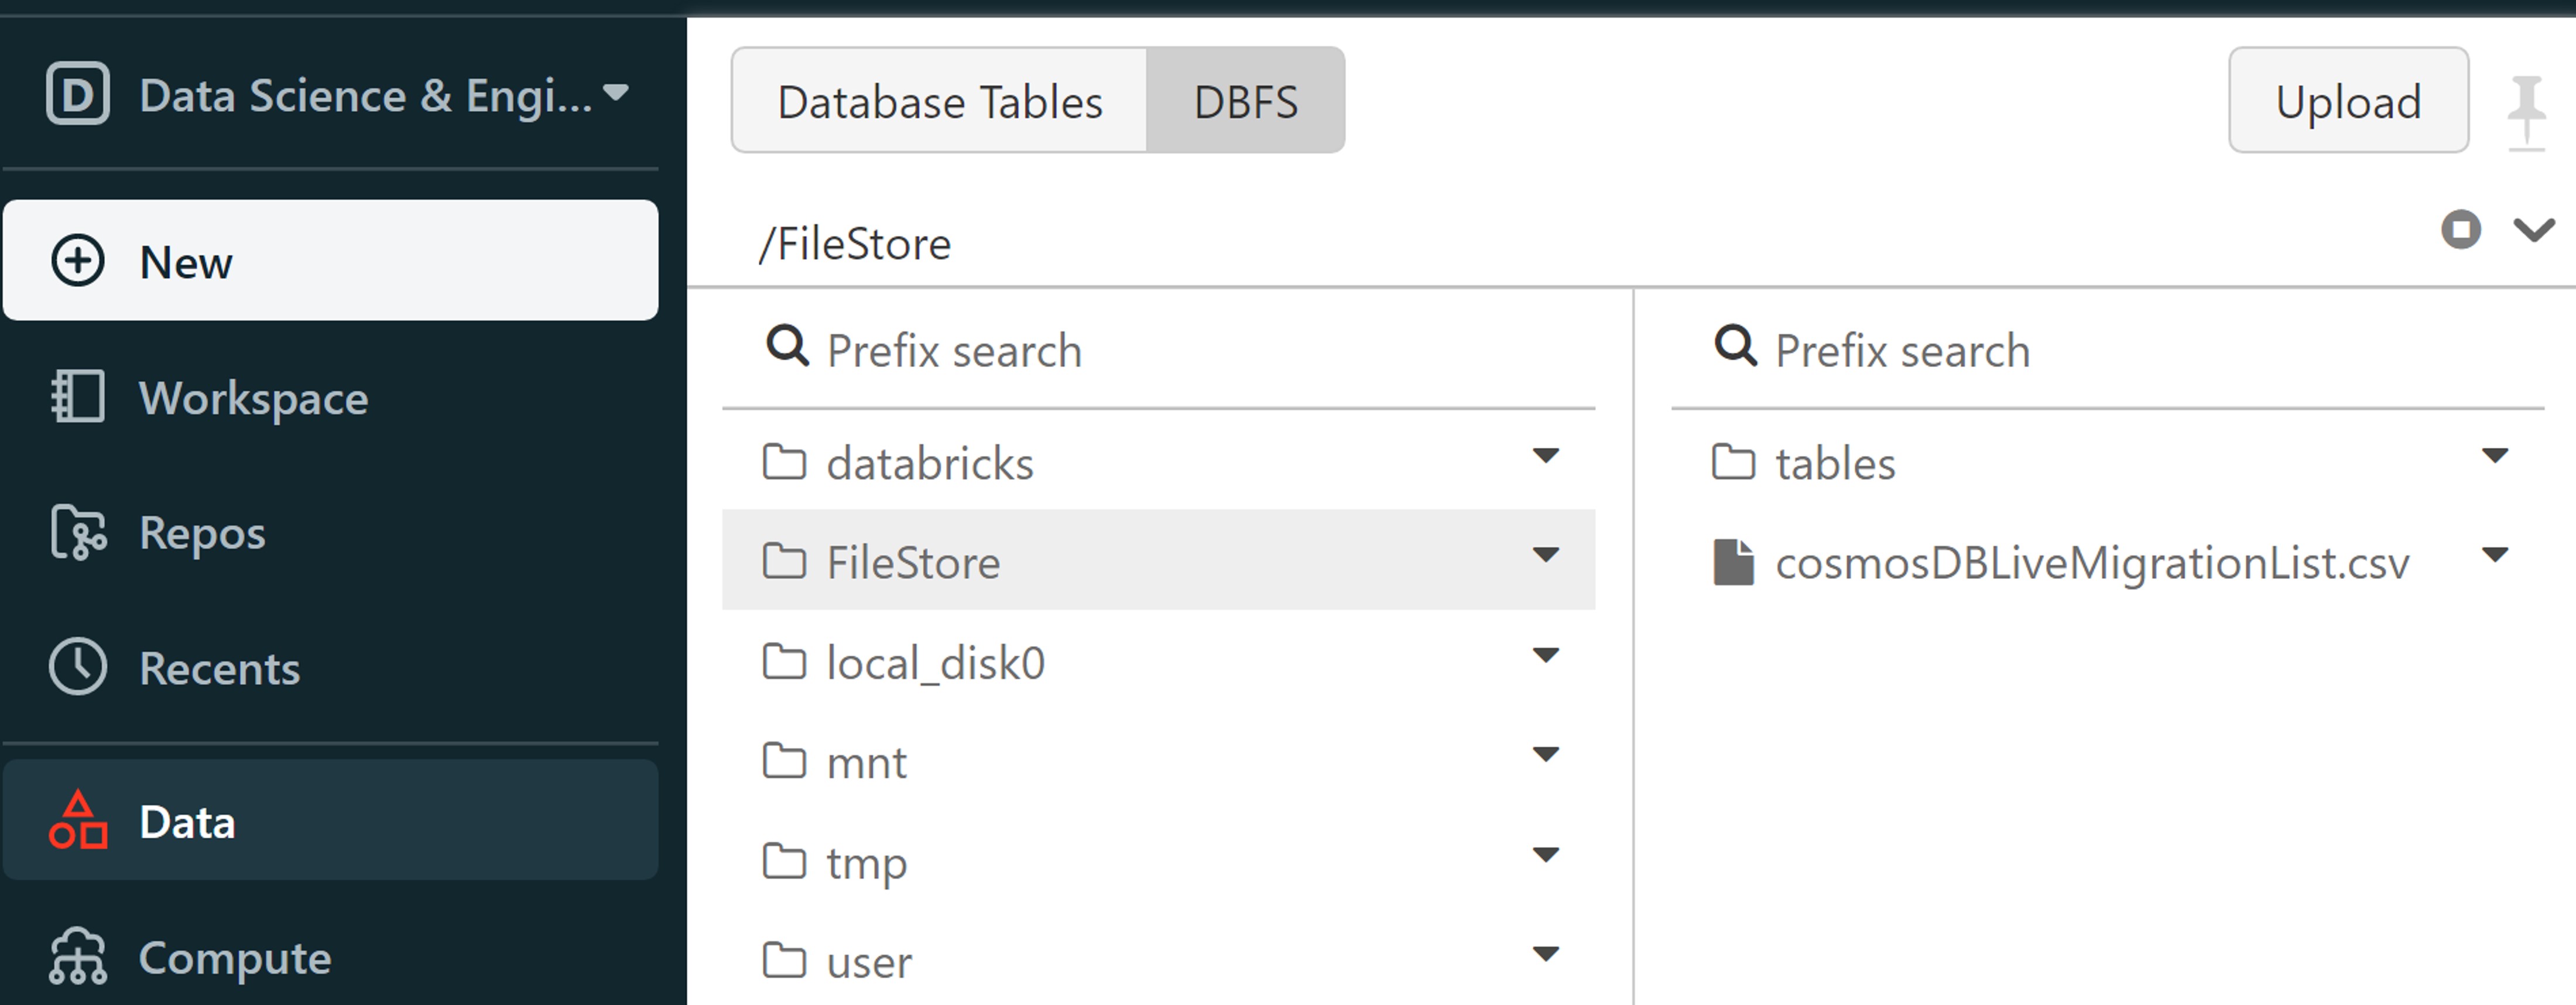 D Data Science & Engi...
New
Workspace
Repos
Recents
Data
Compute
Database Tables
DBFS
Upload
/FileStore
Prefix search
databricks
FileStore
local_disk0
mnt
tmp
user
Prefix search
tables
cosmosDBLiveMigrationList.csv